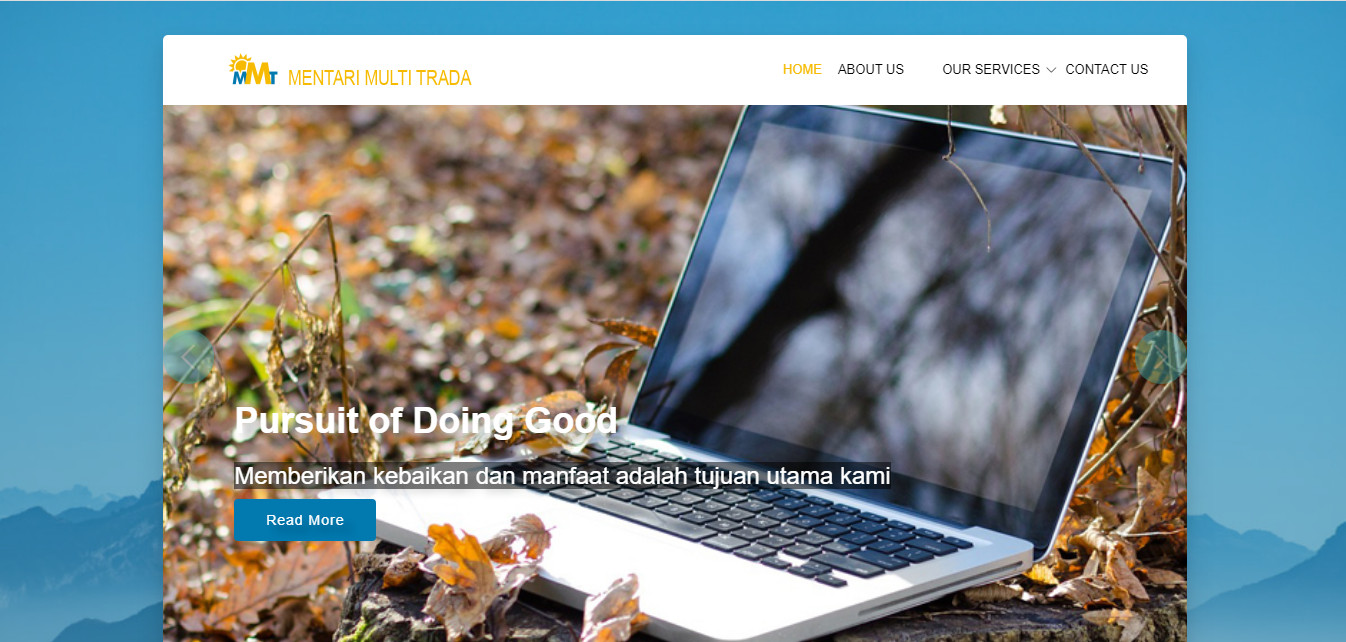 MMT MENTARI MULTI TRADA
HOME ABOUT US OUR SERVICES CONTACT US
Pursuit of Doing Good
Memberikan kebaikan dan manfaat adalah tujuan utama kami
Read More